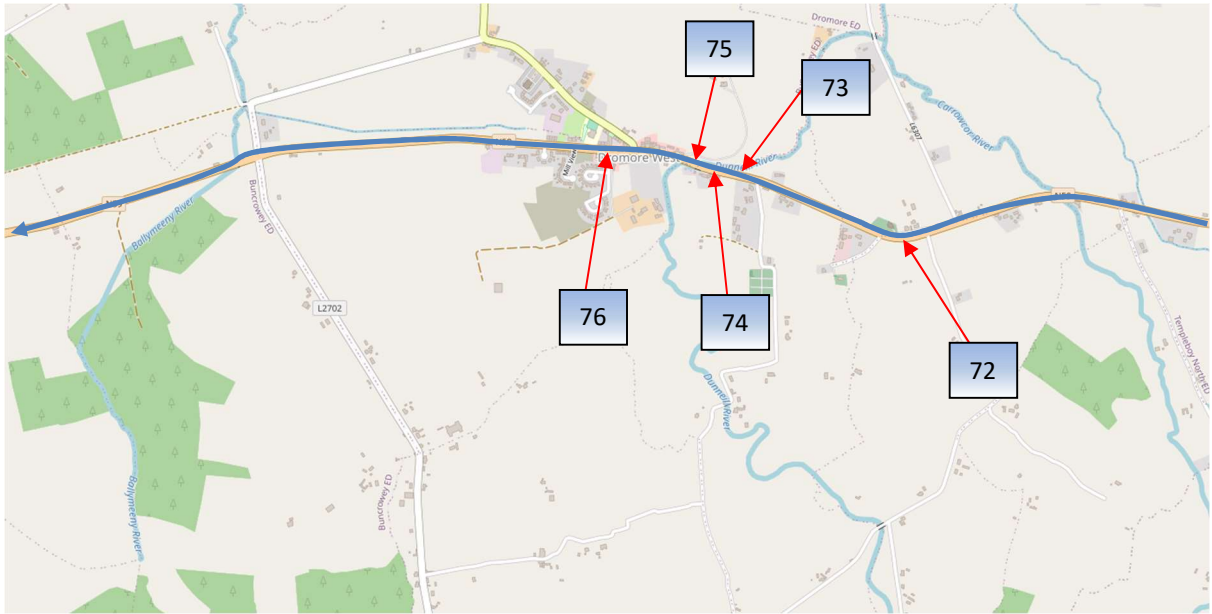 Dromore ED
75
73
L6307
Carrowcor River
Mill View
Dromore West
Dunneill River
N59
Ballymeeny River
Buncrowey ED
L2702
76
74
72
Dunneill River
Templeboy North ED
Buncrowey ED
Ballymeeny River